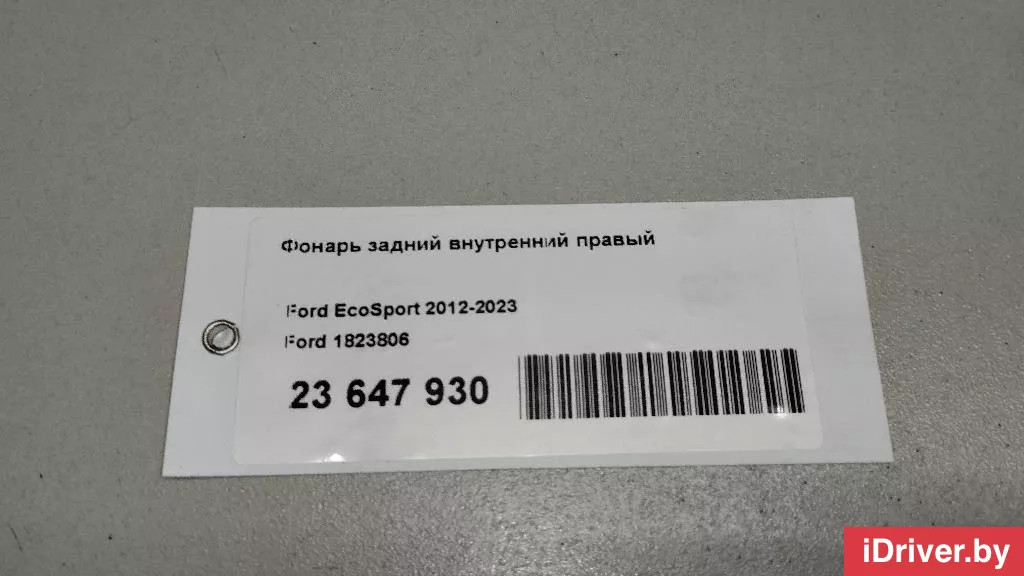 Фонарь задний внутренний правый
Ford EcoSport 2012-2023
Ford 1823806
23 647 930
iDriver.by